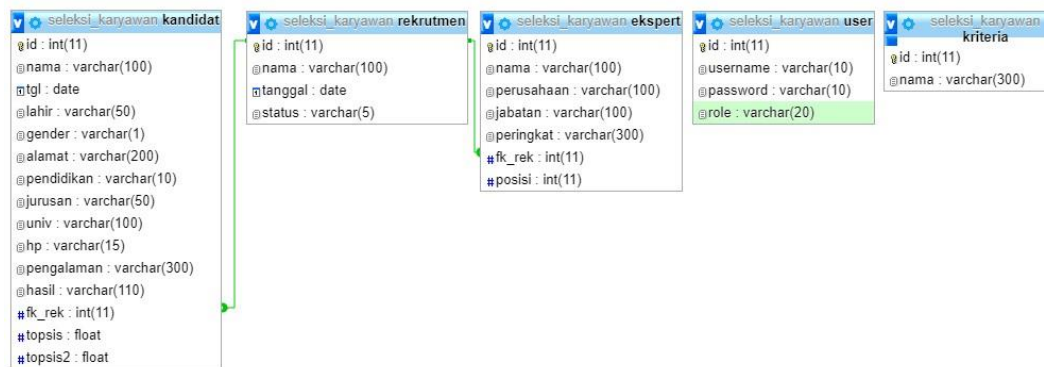 seleksi_karyawan kandidat
id : int(11)
nama : varchar(100)
tgl : date
lahir : varchar(50)
gender : varchar(1)
alamat : varchar(200)
pendidikan : varchar(10)
jurusan : varchar(50)
univ : varchar(100)
hp : varchar(15)
pengalaman : varchar(300)
hasil : varchar(110)
#fk_rek : int(11)
#topsis : float
#topsis2 : float
seleksi_karyawan rekrutmen
id : int(11)
nama : varchar(100)
tanggal : date
status : varchar(5)
seleksi_karyawan ekspert
id : int(11)
nama : varchar(100)
perusahaan : varchar(100)
jabatan : varchar(100)
peringkat : varchar(300)
#fk_rek : int(11)
#posisi : int(11)
seleksi_karyawan user
id : int(11)
username : varchar(10)
password : varchar(10)
role : varchar(20)
seleksi_karyawan
kriteria
id : int(11)
nama : varchar(300)